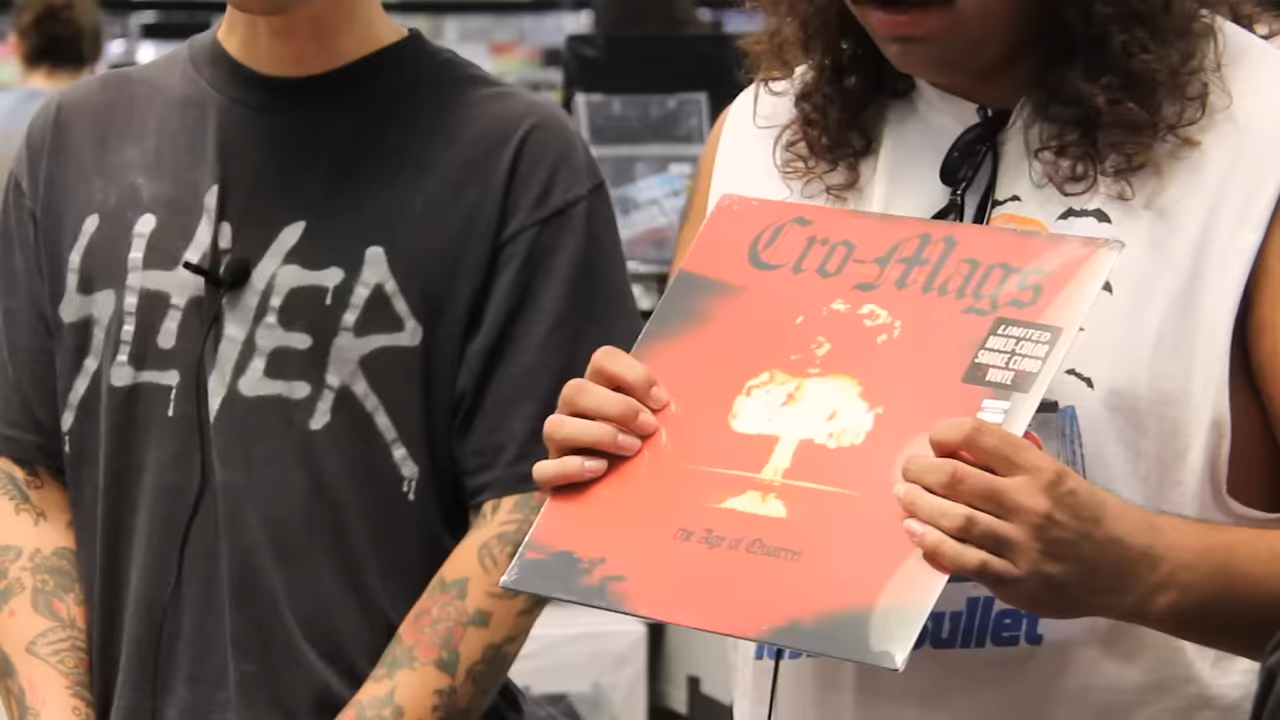 SLAYER
Cro-Mags
LIMITED
MULTI-COLOR
SMOKE CLOUD
VINYL
The Age of Quarrel
Bullet